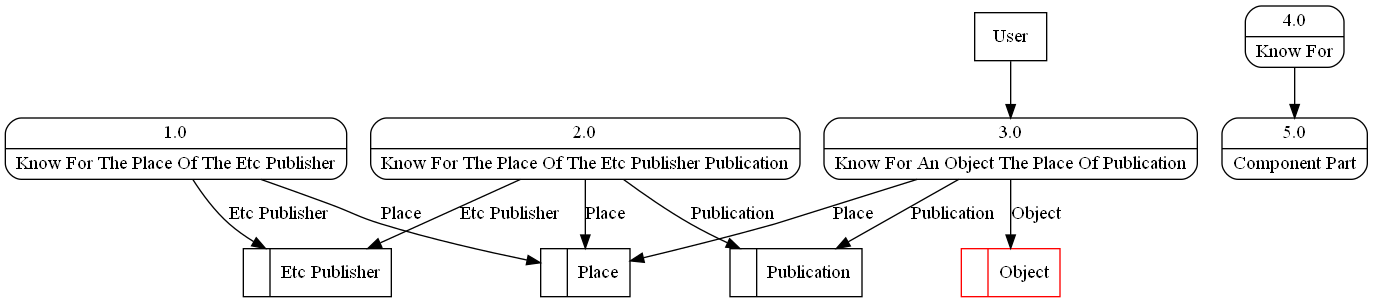 User
4.0
Know For
1.0
Know For The Place Of The Etc Publisher
2.0
Know For The Place Of The Etc Publisher Publication
3.0
Know For An Object The Place Of Publication
5.0
Component Part
Etc Publisher
Place
Etc Publisher
Place
Publication
Place
Publication
Object
Etc Publisher
Place
Publication
Object